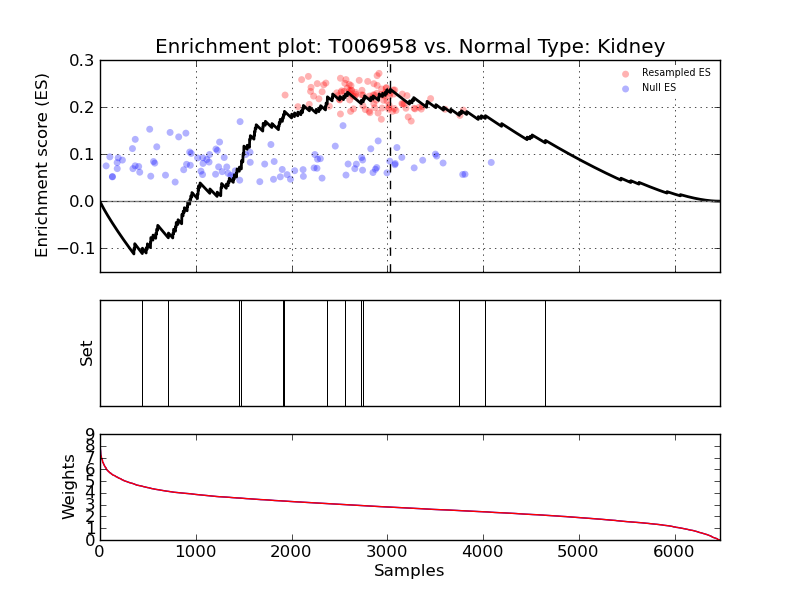 Enrichment plot: T006958 vs. Normal Type: Kidney
Enrichment score (ES)
0.3
0.2
0.1
0.0
−0.1
Resampled ES
Null ES
Set
Weights
9
8
7
6
5
4
3
2
1
0
0 1000 2000 3000 4000 5000 6000
Samples